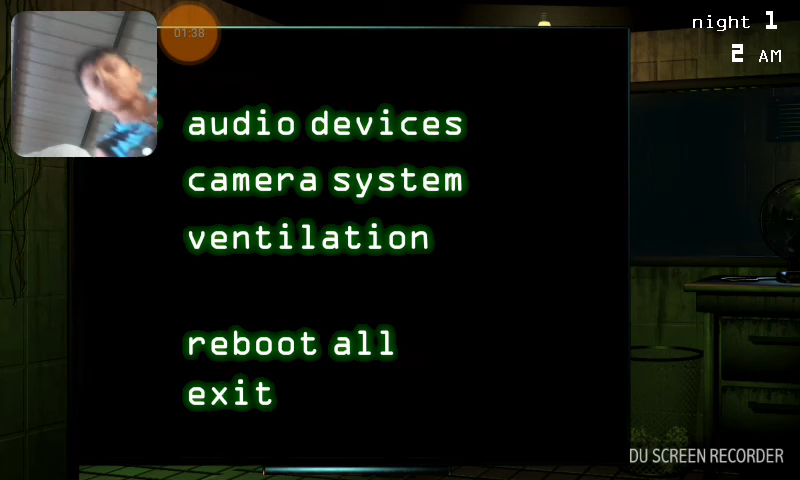 01:38
night 1
2 AM
audio devices
camera system
ventilation
reboot all
exit
DU SCREEN RECORDER